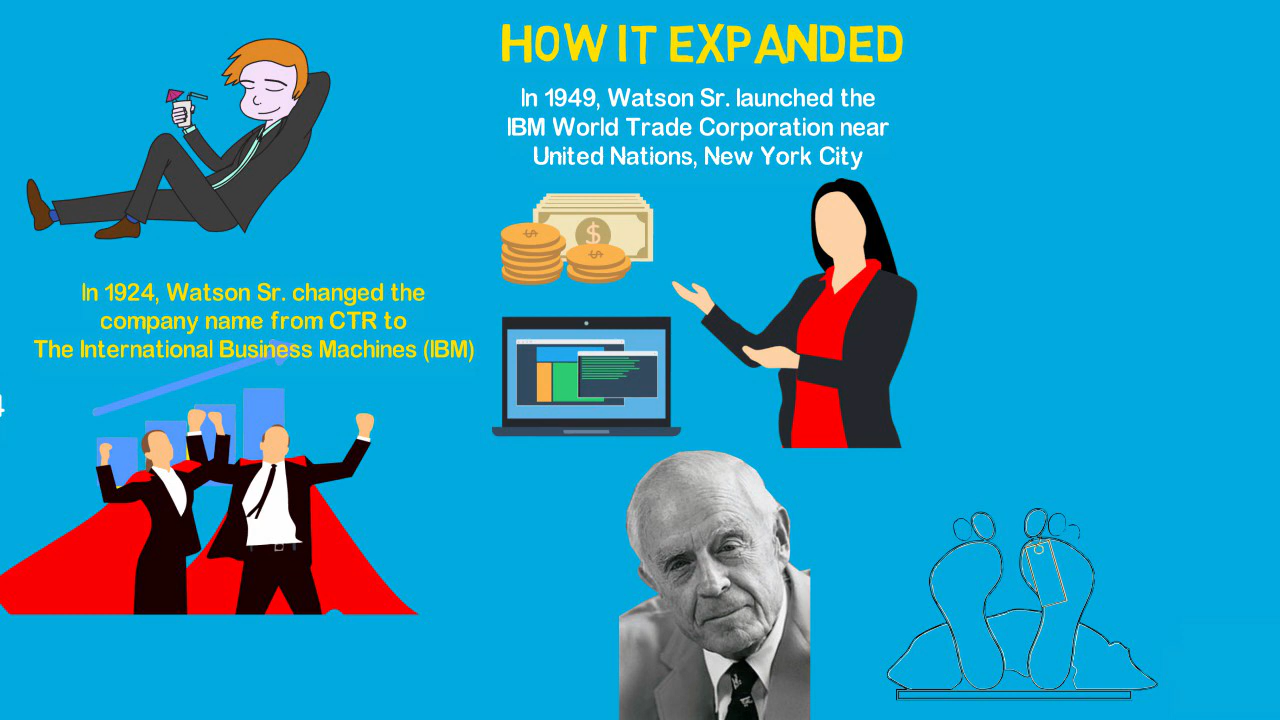 HOW IT EXPANDED
In 1949, Watson Sr. launched the
IBM World Trade Corporation near
United Nations, New York City
In 1924, Watson Sr. changed the
company name from CTR to
The International Business Machines (IBM)